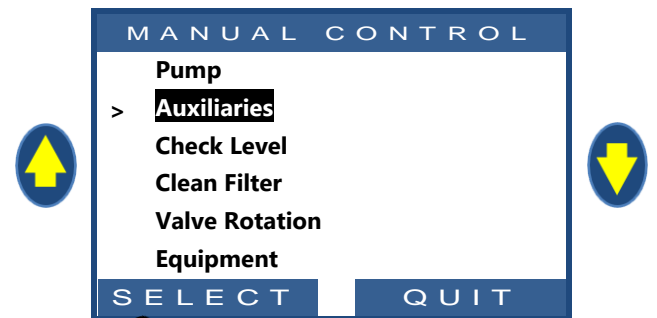 MANUAL CONTROL
Pump
> Auxiliaries
Check Level
Clean Filter
Valve Rotation
Equipment
SELECT QUIT